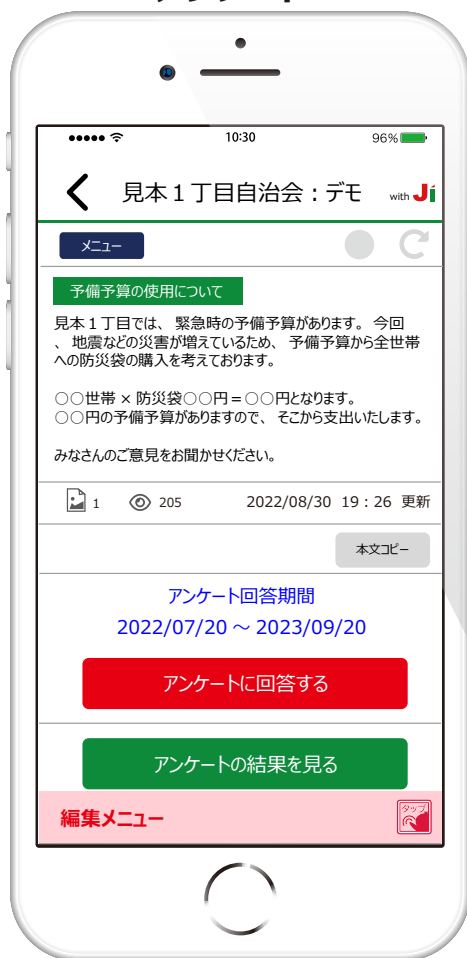 10:30
96%
見本１丁目自治会：デモ with Ji
メニュー
予備予算の使用について
見本１丁目では、緊急時の予備予算があります。今回
、地震などの災害が増えているため、予備予算から全世帯
への防災袋の購入を考えております。
○○世帯×防災袋○○円＝○○円となります。
○○円の予備予算がありますので、そこから支出いたします。
みなさんのご意見をお聞かせください。
1 205 2022/08/30 19：26 更新
本文コピー
アンケート回答期間
2022/07/20 ～ 2023/09/20
アンケートに回答する
アンケートの結果を見る
編集メニュー
タップ